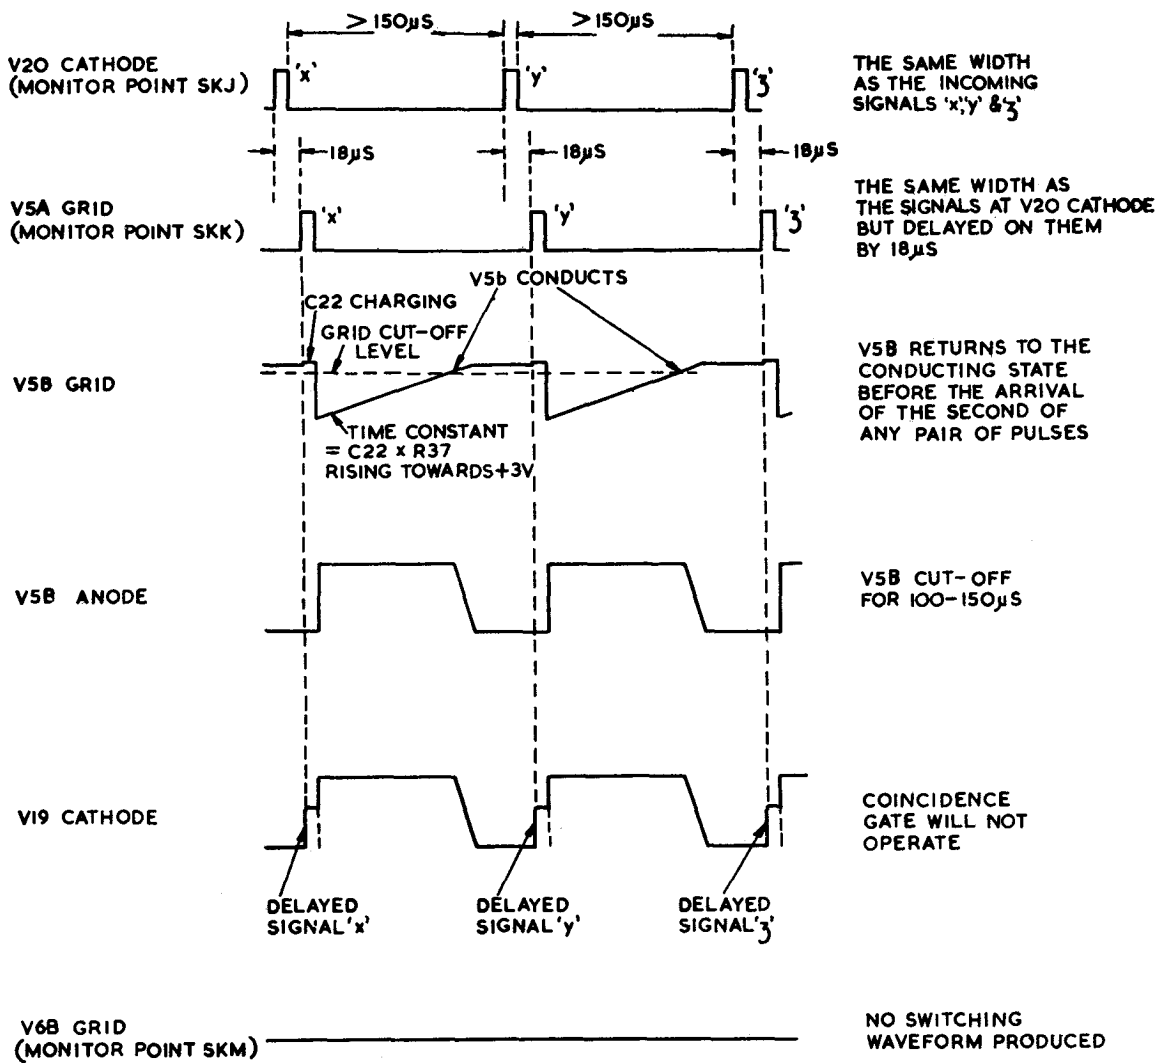 > 150µS
> 150µS
V20 CATHODE
(MONITOR POINT SKJ)
'x'
'y'
'z'
THE SAME WIDTH
AS THE INCOMING
SIGNALS 'x','y' & 'z'
18µS
18µS
18µS
V5A GRID
(MONITOR POINT SKK)
'x'
'y'
'z'
THE SAME WIDTH AS
THE SIGNALS AT V20 CATHODE
BUT DELAYED ON THEM
BY 18µS
V5b CONDUCTS
C22 CHARGING
GRID CUT-OFF
LEVEL
V5B GRID
TIME CONSTANT
= C22 x R37
RISING TOWARDS +3V
V5B RETURNS TO THE
CONDUCTING STATE
BEFORE THE ARRIVAL
OF THE SECOND OF
ANY PAIR OF PULSES
V5B ANODE
V5B CUT-OFF
FOR 100-150µS
V19 CATHODE
COINCIDENCE
GATE WILL NOT
OPERATE
DELAYED
SIGNAL 'x'
DELAYED
SIGNAL 'y'
DELAYED
SIGNAL 'z'
V6B GRID
(MONITOR POINT SKM)
NO SWITCHING
WAVEFORM PRODUCED